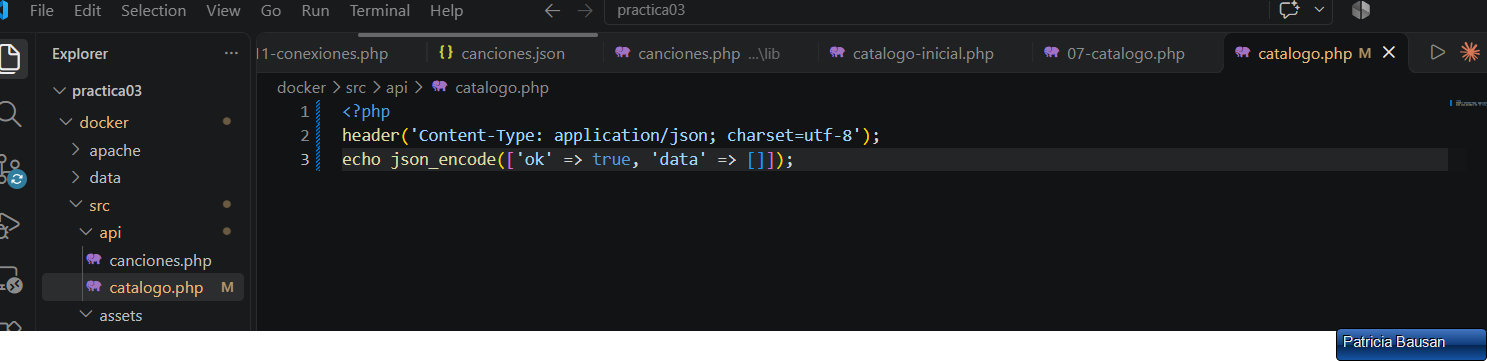 File Edit Selection View Go Run Terminal Help practica03
Explorer ···
11-conexiones.php {} canciones.json canciones.php ...\lib catalogo-inicial.php 07-catalogo.php catalogo.php M
docker > src > api > catalogo.php
practica03
docker
apache
data
src
api
canciones.php
catalogo.php M
assets
1 <?php
2 header('Content-Type: application/json; charset=utf-8');
3 echo json_encode(['ok' => true, 'data' => []]);
Patricia Bausan